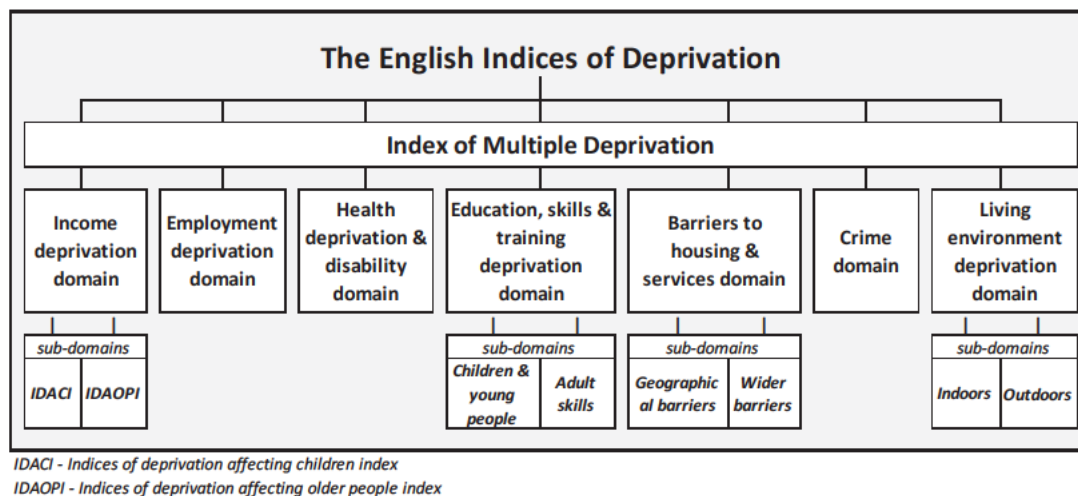 The English Indices of Deprivation
Index of Multiple Deprivation
Income
deprivation
domain
Employment
deprivation
domain
Health
deprivation &
disability
domain
Education, skills &
training
deprivation
domain
Barriers to
housing &
services domain
Crime
domain
Living
environment
deprivation
domain
sub-domains
IDACI
IDAOPI
sub-domains
Children &
young
people
Adult
skills
sub-domains
Geographic
al barriers
Wider
barriers
sub-domains
Indoors
Outdoors
IDACI - Indices of deprivation affecting children index
IDAOPI - Indices of deprivation affecting older people index